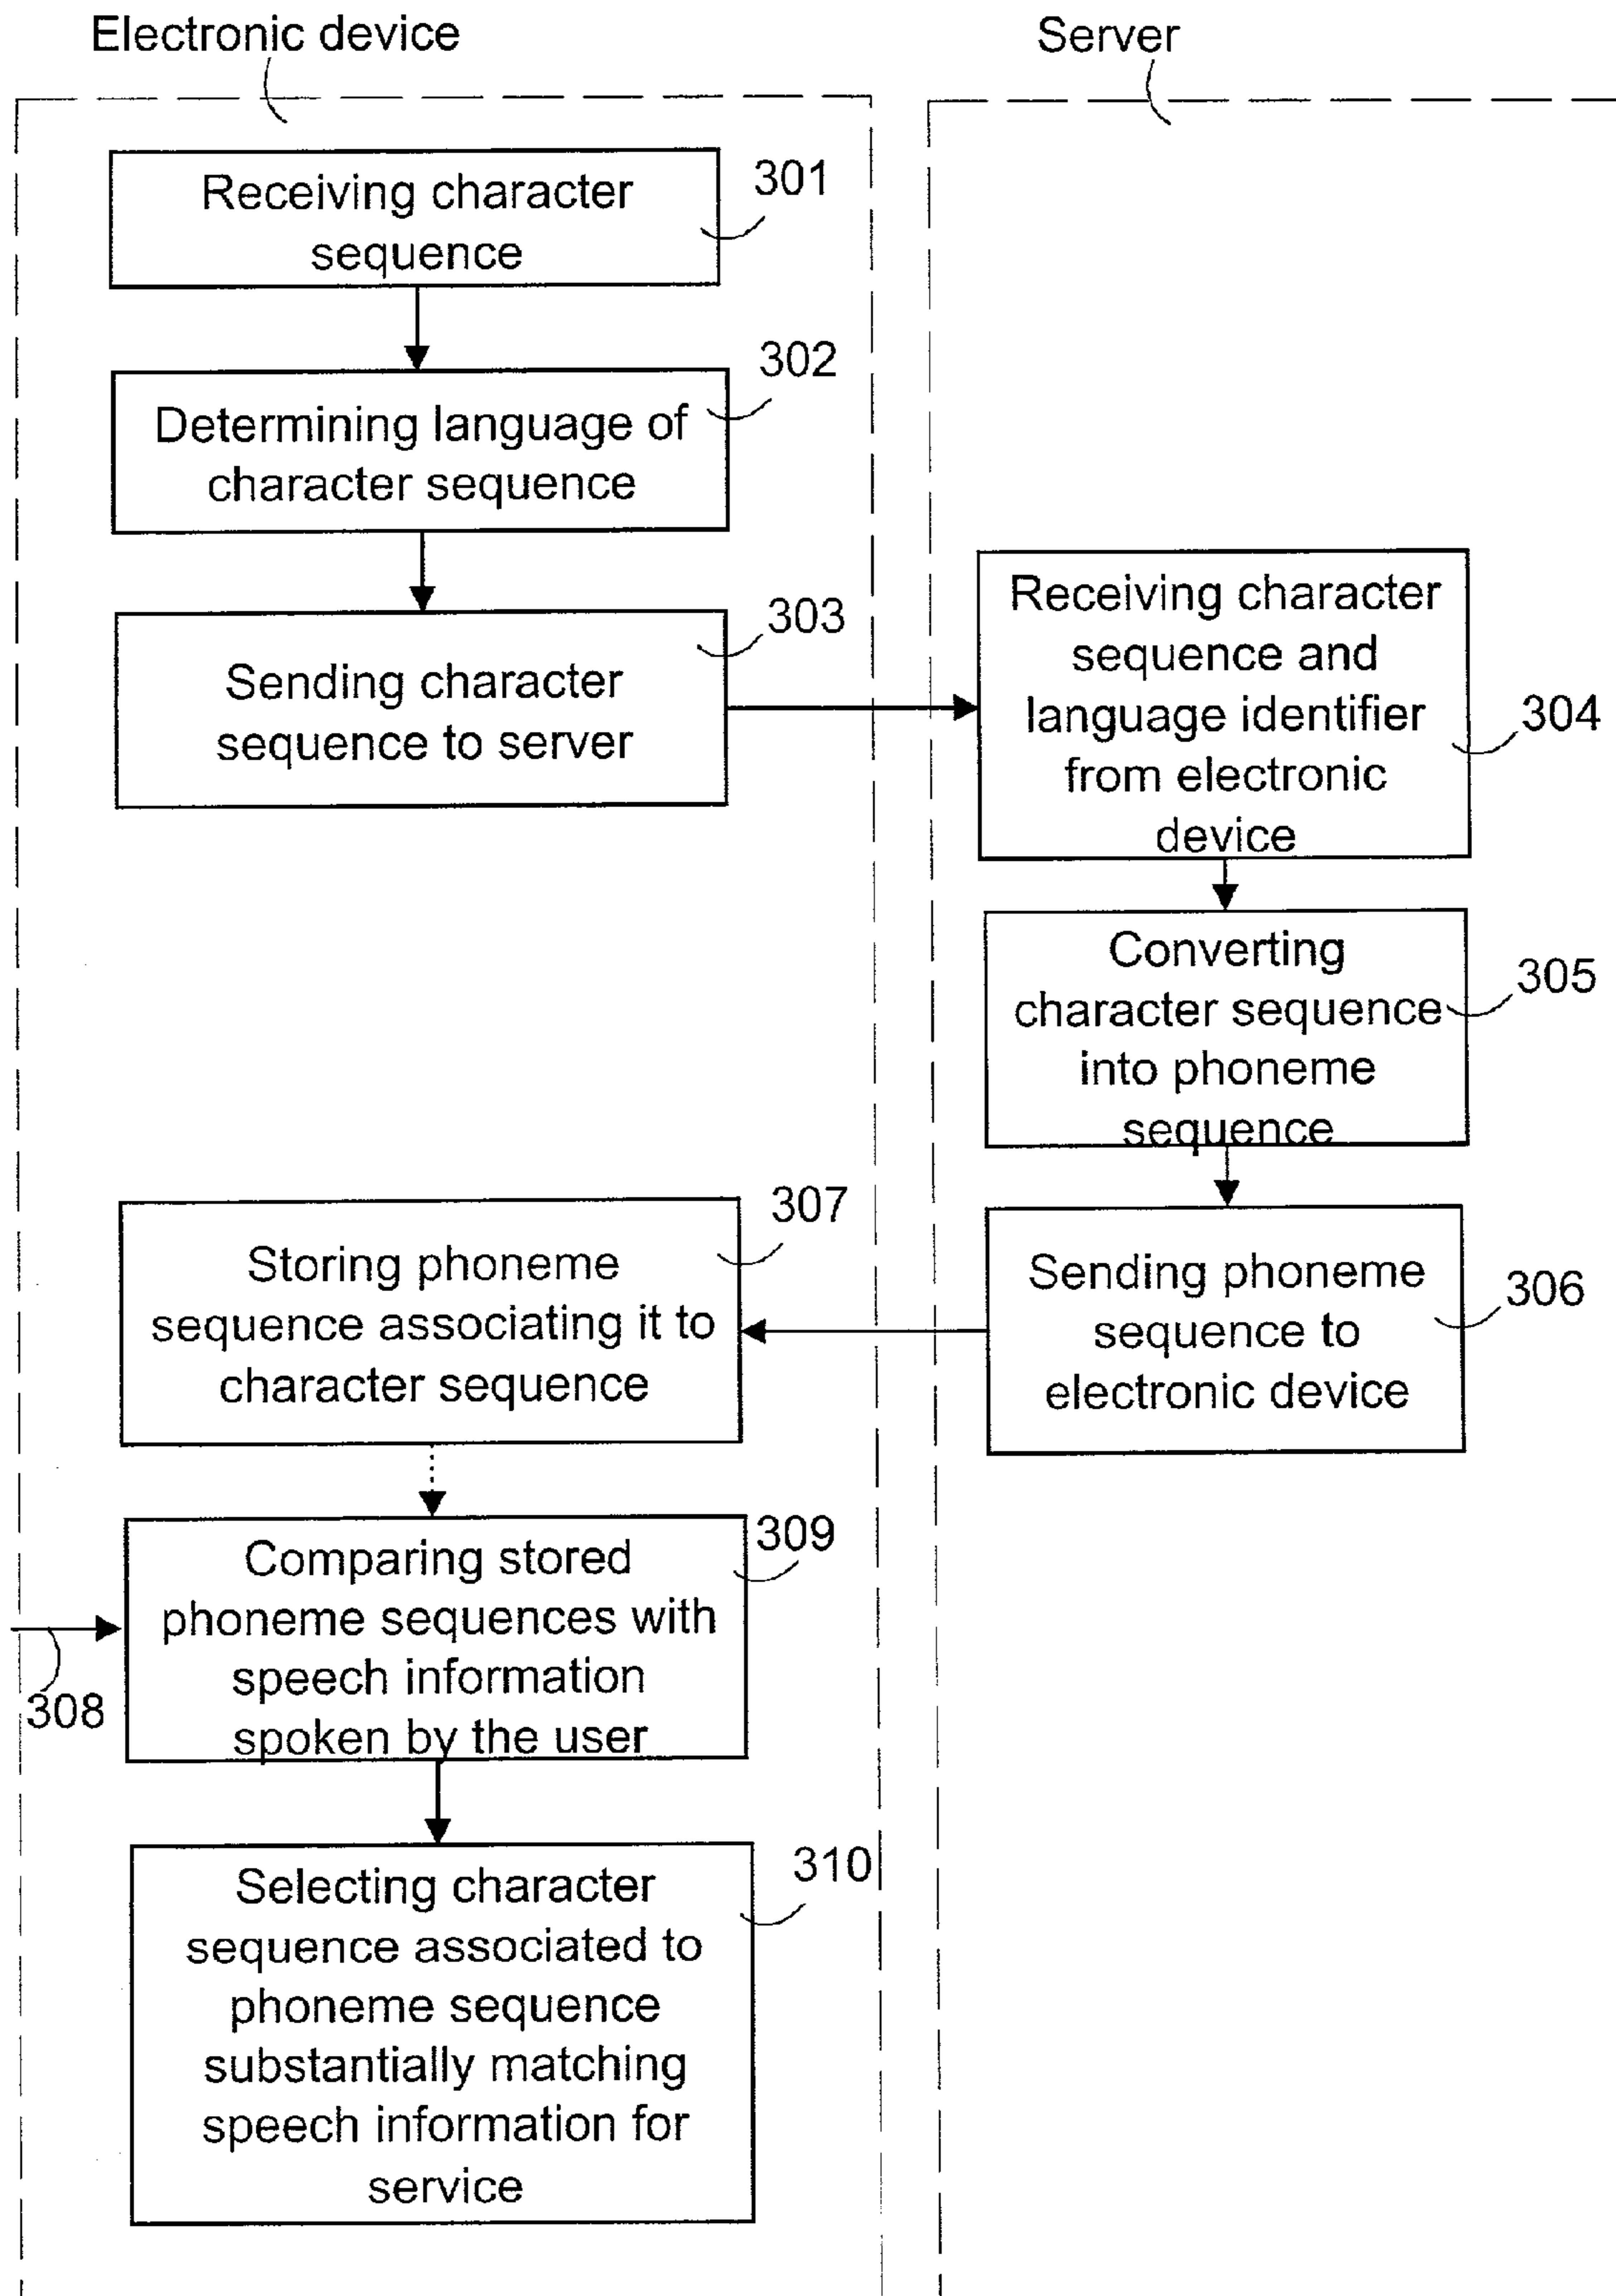 Electronic device
Server
301
Receiving character
sequence
302
Determining language of
character sequence
303
Sending character
sequence to server
Receiving character
sequence and
language identifier
from electronic
device
304
Converting
character sequence
into phoneme
sequence
305
307
Storing phoneme
sequence associating it to
character sequence
Sending phoneme
sequence to
electronic device
306
309
Comparing stored
phoneme sequences with
speech information
spoken by the user
308
310
Selecting character
sequence associated to
phoneme sequence
substantially matching
speech information for
service